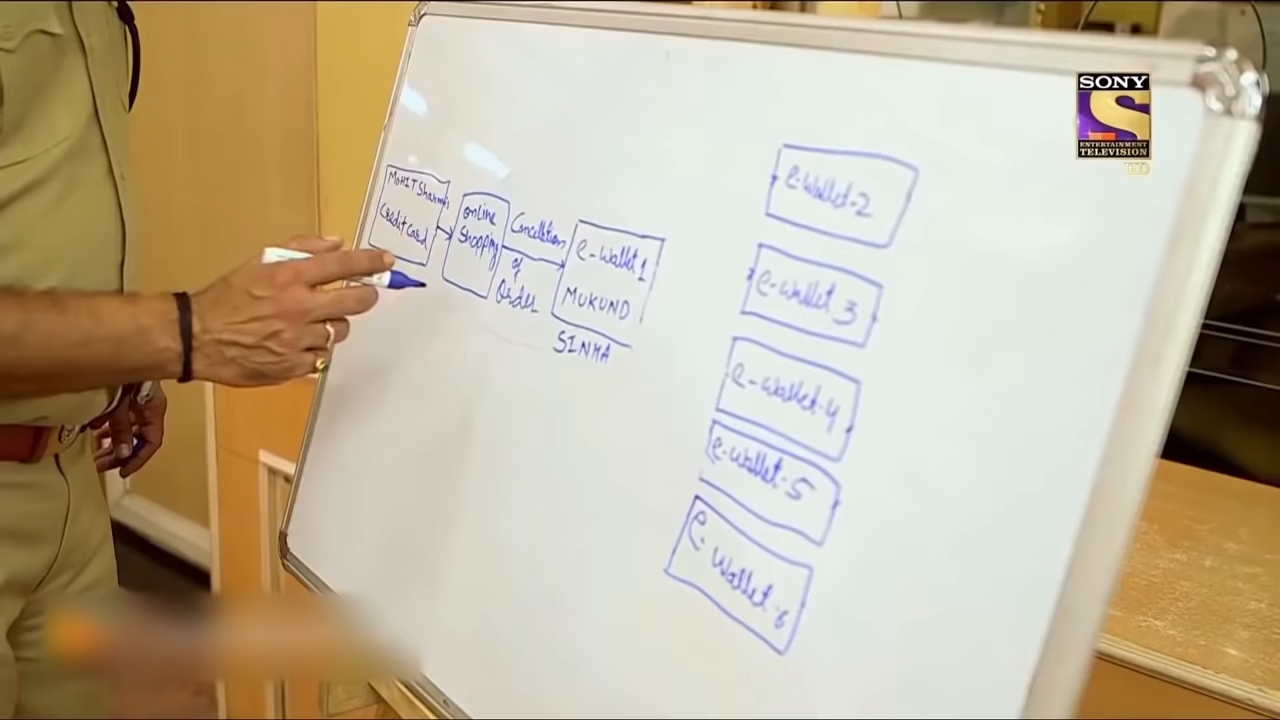 MOHIT Sharma
Credit Card
online
Shopping
Cancellation
of
Order
e-wallet 1
MUKUND
SINHA
e-wallet-2
e-wallet 3
e-wallet-4
e-wallet-5
e-wallet-6
SONY
ENTERTAINMENT
TELEVISION
HD